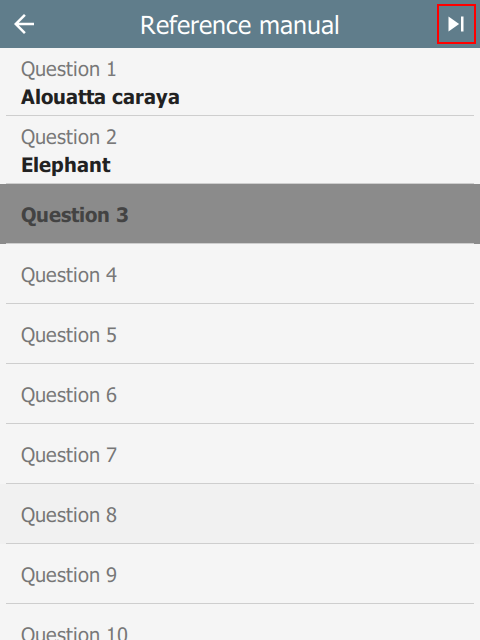 Reference manual
Question 1
Alouatta caraya
Question 2
Elephant
Question 3
Question 4
Question 5
Question 6
Question 7
Question 8
Question 9
Question 10